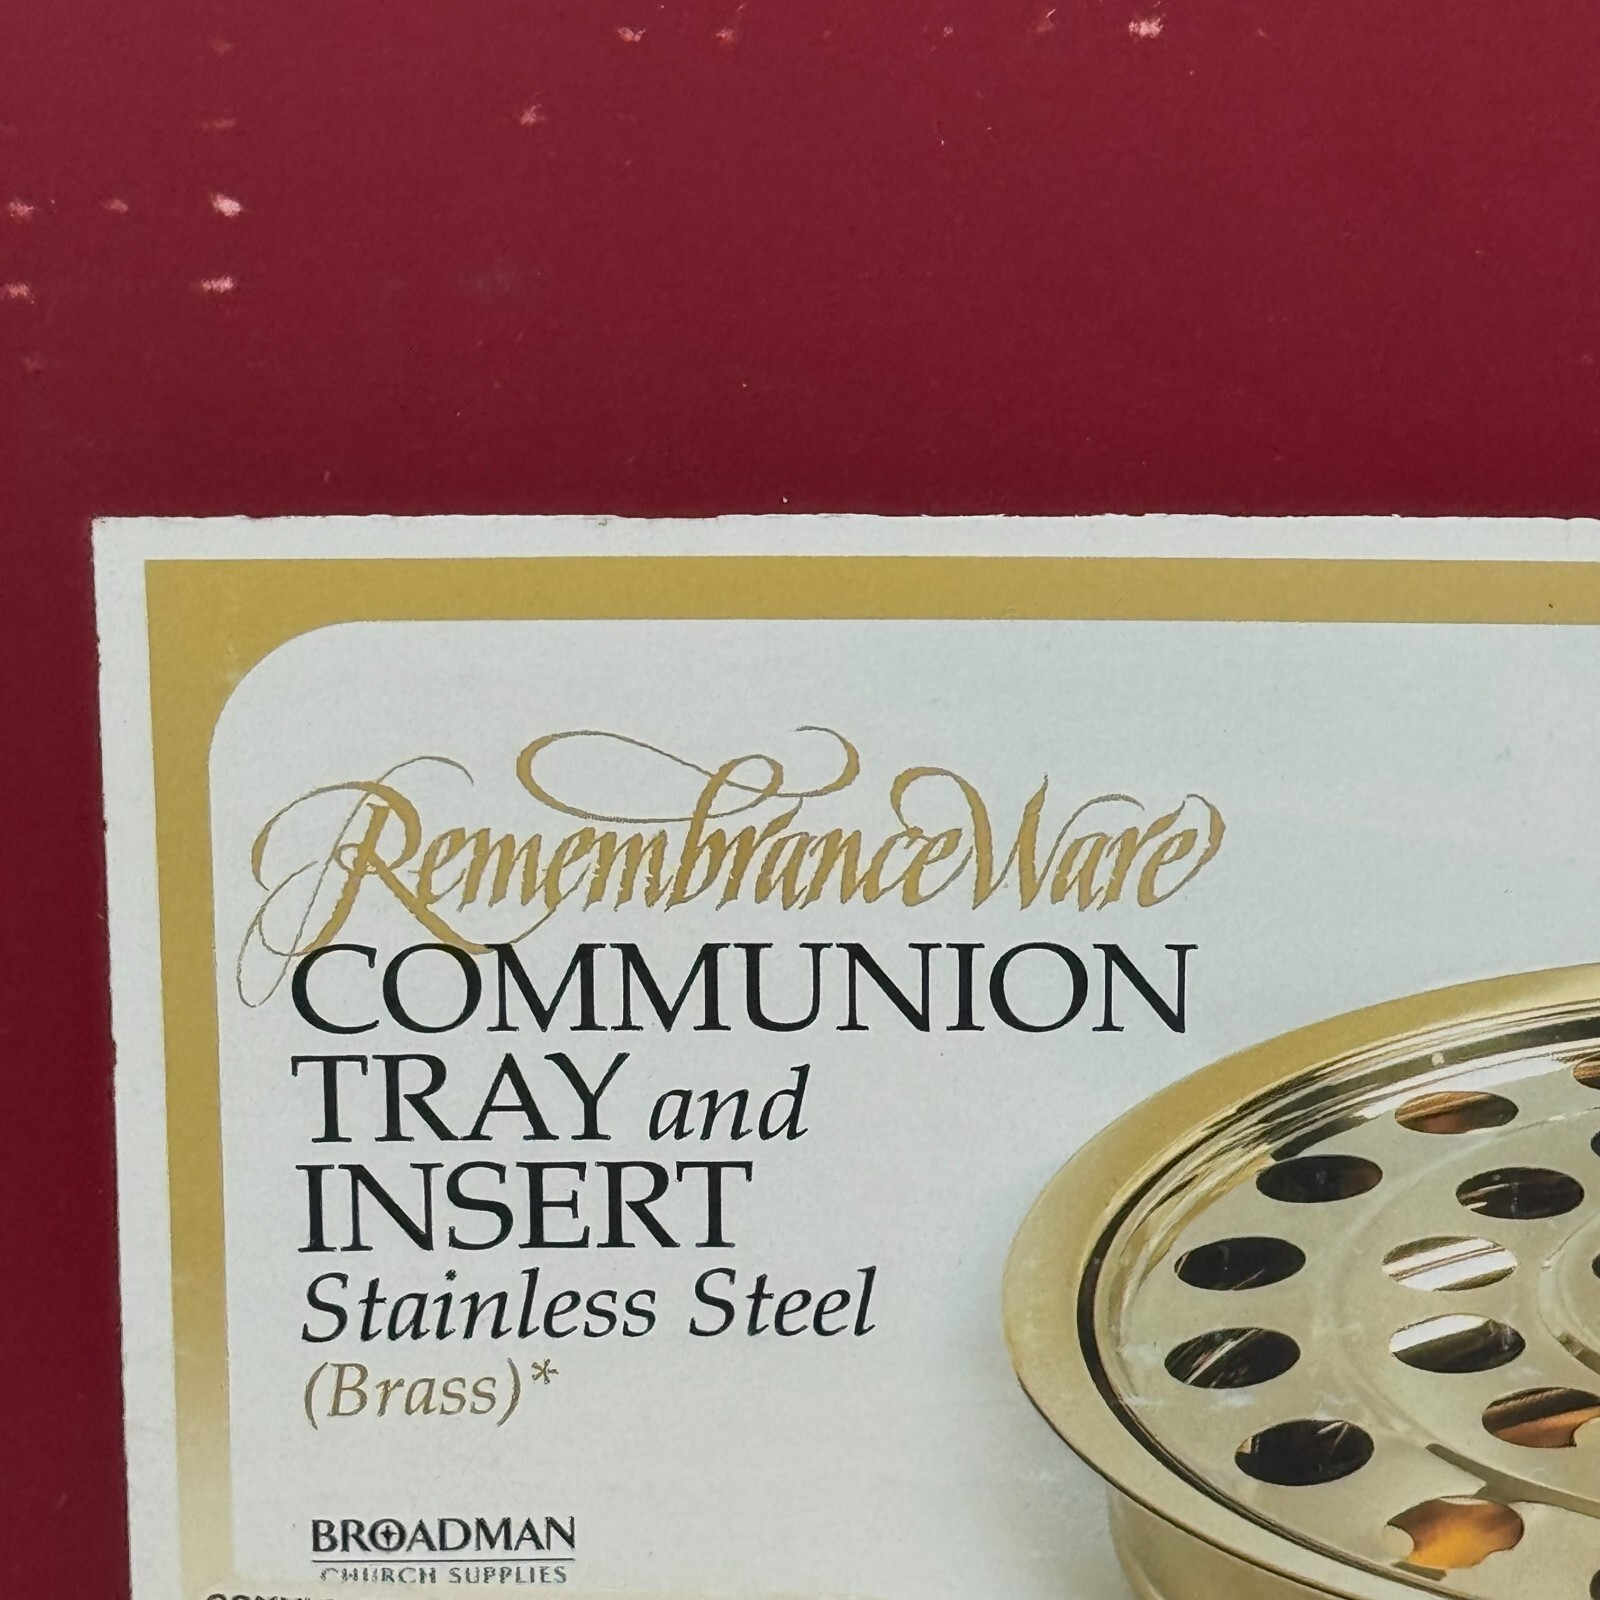 RemembranceWare
COMMUNION
TRAY and
INSERT
Stainless Steel
(Brass)*
BROADMAN
CHURCH SUPPLIES